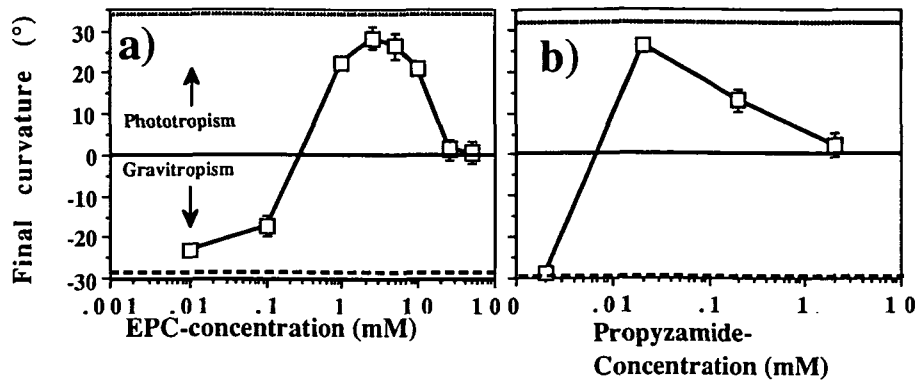 Final curvature (°)
30
20
10
0
-10
-20
-30
a)
Phototropism
Gravitropism
.001 .01 .1 1 10 100
EPC-concentration (mM)
b)
0 .01 .1 1 10
Propyzamide-
Concentration (mM)